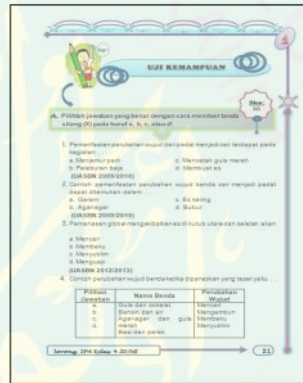 UJI KEMAMPUAN
Skor:
A. Pilihlah jawaban yang benar dengan cara memberi tanda
silang (X) pada huruf a, b, c, atau d!
1. Pemanfaatan perubahan wujud dari padat menjadi cair terdapat pada
kegiatan ....
a. Menjemur padi
c. Mencetak gula merah
b. Peleburan baja
d. Membuat es
(UASBN 2009/2010)
2. Contoh pemanfaatan perubahan wujud benda cair menjadi padat
dapat ditemukan dalam ....
a. Garam
c. Es kering
b. Agar-agar
d. Bubur
(UASBN 2009/2010)
3. Pemanasan global mengakibatkan es di kutub utara dan selatan akan
a. Mencair
b. Membeku
c. Menyublim
d. Menguap
(UASBN 2012/2013)
4. Contoh perubahan wujud benda ketika dipanaskan yang tepat yaitu ...
Pilihan Jawaban
Nama Benda
Perubahan Wujud
a.
Gula dan coklat
Mencair
b.
Bensin dan air
Mengembun
c.
Agar-agar dan gula merah
Membeku
d.
Besi dan perak
Menyublim
IPA Kelas 4 SD/MI
21